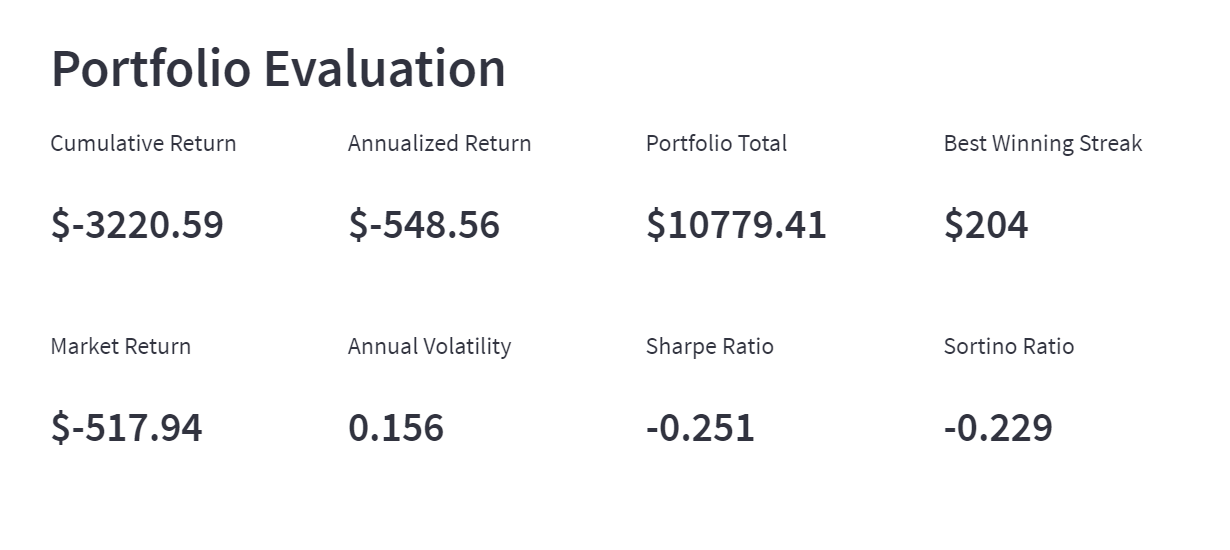 Portfolio Evaluation
Cumulative Return Annualized Return Portfolio Total Best Winning Streak
$-3220.59 $-548.56 $10779.41 $204
Market Return Annual Volatility Sharpe Ratio Sortino Ratio
$-517.94 0.156 -0.251 -0.229